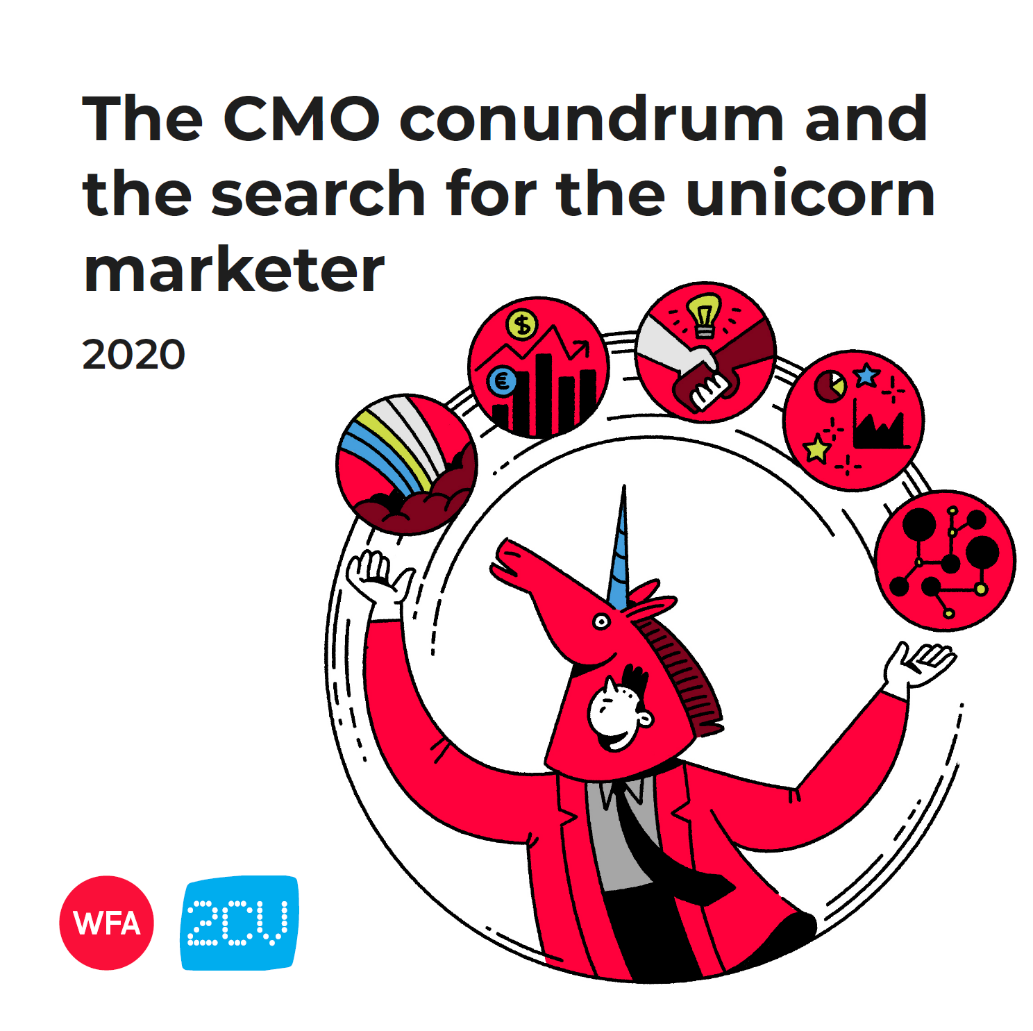 The CMO conundrum and
the search for the unicorn
marketer
2020
$
€
WFA
2CV